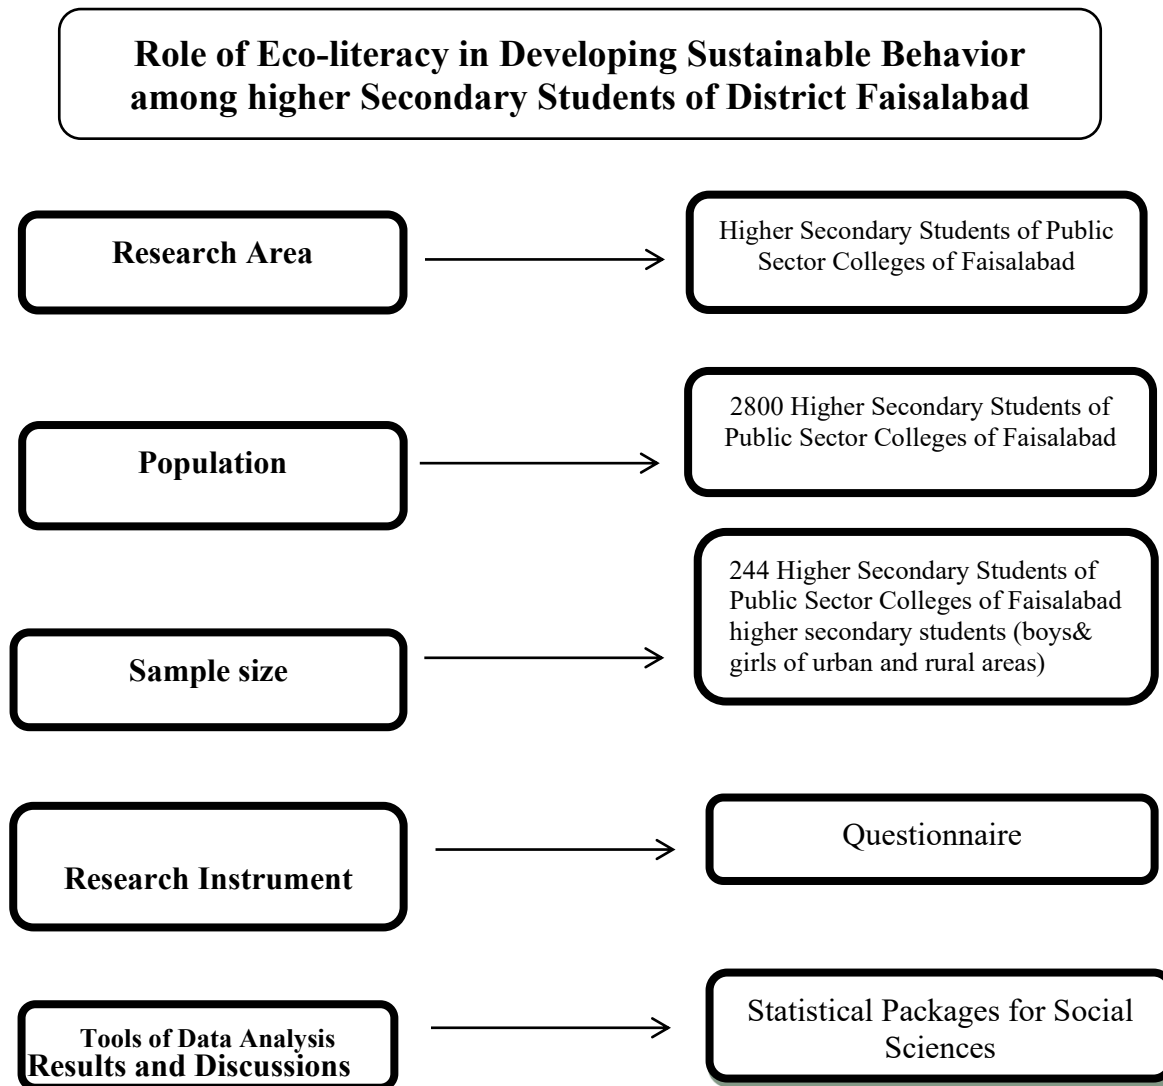 Role of Eco-literacy in Developing Sustainable Behavior
among higher Secondary Students of District Faisalabad
Research Area
Higher Secondary Students of Public
Sector Colleges of Faisalabad
Population
2800 Higher Secondary Students of
Public Sector Colleges of Faisalabad
Sample size
244 Higher Secondary Students of
Public Sector Colleges of Faisalabad
higher secondary students (boys&
girls of urban and rural areas)
Research Instrument
Questionnaire
Tools of Data Analysis
Results and Discussions
Statistical Packages for Social
Sciences